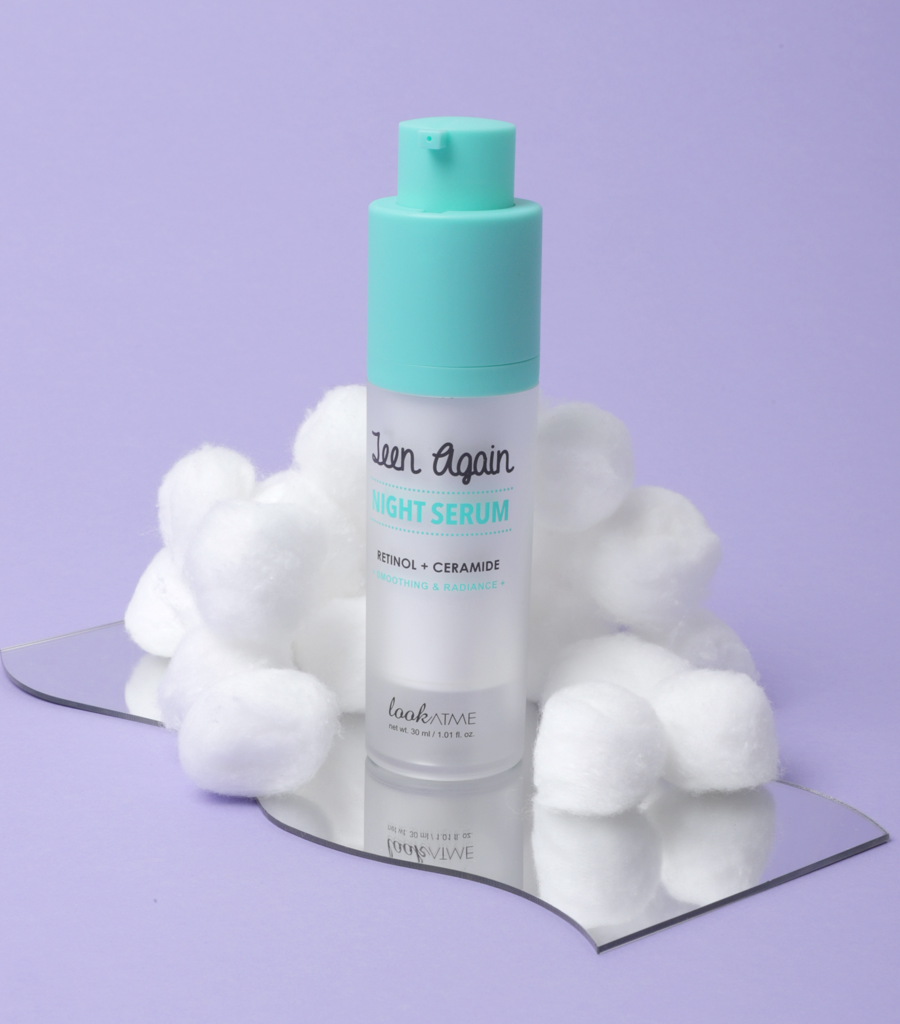 Teen Again
NIGHT SERUM
RETINOL + CERAMIDE
SMOOTHING & RADIANCE +
lookATME
net wt. 30 ml / 1.01 fl. oz.